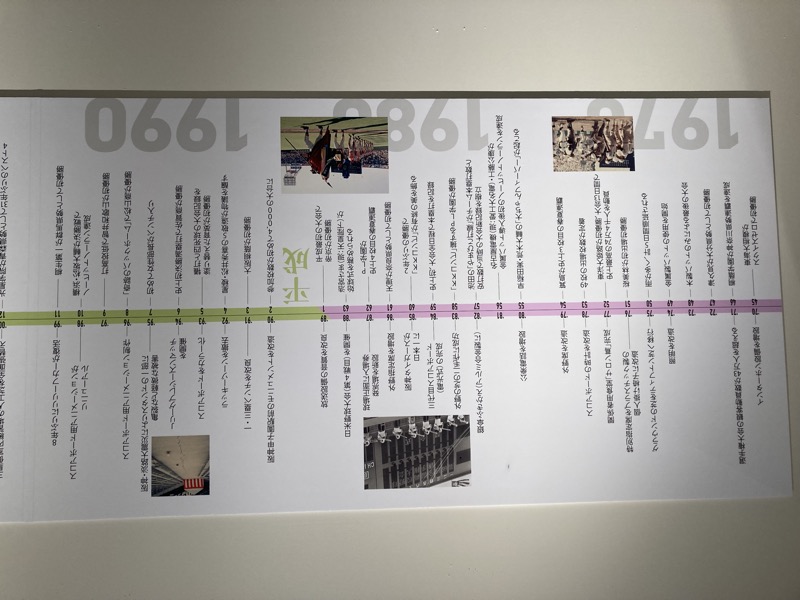 インターホン設備を増設
'70
45
東海大相模が
スクイズゼロで初優勝
選手権大会の観客動員数が43万人を超える
'71
46
桐蔭学園が神奈川県勢連覇を達成
'72
47
津久見が大分県勢として初優勝
'73
48
木製バットのみによる最後の大会
照明を改造
'74
49
金属製バットの使用を開始
グラウンドの芝をティフトン芝へ移行
'75
50
雨が多く、計5日間順延される
特別指定席をプラスチック製の
個人掛け椅子に改造
'76
51
桜美林が初出場初優勝
関係者用食堂「サロン蔦」に完成
'77
52
東洋大姫路が初優勝、大会13日間で
史上最高の74万4千人を動員
スコアボードの時計を改造
'78
53
49校の出場校数が定着
外野席を改造
'79
54
箕島が史上3校目の春夏連覇
公衆電話を増設
'80
55
早稲田実・荒木大輔の「大ちゃんフィーバー」が起こる
'81
56
名古屋電機(現:愛工大名電)・工藤公康が
金属バット導入後初のノーヒットノーランを達成
銀傘ふきかえ(アルミ合金製に)
'82
57
池田の「やまびこ打線」がチーム本塁打数と
安打数で当時の大会新記録を樹立
外野の芝の二毛作に成功
'83
58
「KKコンビ」擁するPL学園が優勝
三代目スコアボード
(電光式)の完成
'84
59
史上初、大会全日程で本塁打を記録
阪神タイガースが
日本一に
'85
60
2年ぶりの優勝で
「KKコンビ」が有終の美を飾る
外野指定席を増設
'86
61
天理が奈良県勢として初優勝
球場正面に入場券
発売場を新設
'87
62
PL学園が
史上4校目の春夏連覇
日米野球大会(第4戦目)を開催
'88
63
浩宮さま(現:天皇陛下)が
始球式を務められる
放送設備の音質を改良
'89
1
平成最初の大会で
帝京が初優勝
平成
阪神甲子園駅前のモニュメントを改造
'90
2
参加校数が初めて4,000の大台に
一・三塁ベンチを改良
'91
3
大阪桐蔭が初優勝
ラッキーゾーンを撤去
'92
4
星稜・松井秀喜の5敬遠が物議を醸す
スコアボードをカラー化
'93
5
犠打と四死球の大会記録を
塗り替えた育英が初優勝
Jリーグプレシーズンマッチ
を開催
'94
6
史上初決勝満塁打で佐賀商が優勝
阪神・淡路大震災によりスタンドの一部に
亀裂など軽微な被害
'95
7
初めて女性部長がベンチ入り
スコアボード用アニメーション制作
'96
8
「奇跡のバックホーム」で松山商が優勝
'97
9
打高投低で智弁和歌山が初優勝
スコアボード用アニメーションが
リニューアル
'98
10
横浜・松坂大輔が決勝戦で
ノーヒットノーラン達成
8年ぶりにリリーフカーが復活
'99
11
桐生第一が群馬県勢として初優勝
12
31年ぶりのベスト4
1970
1980
1990